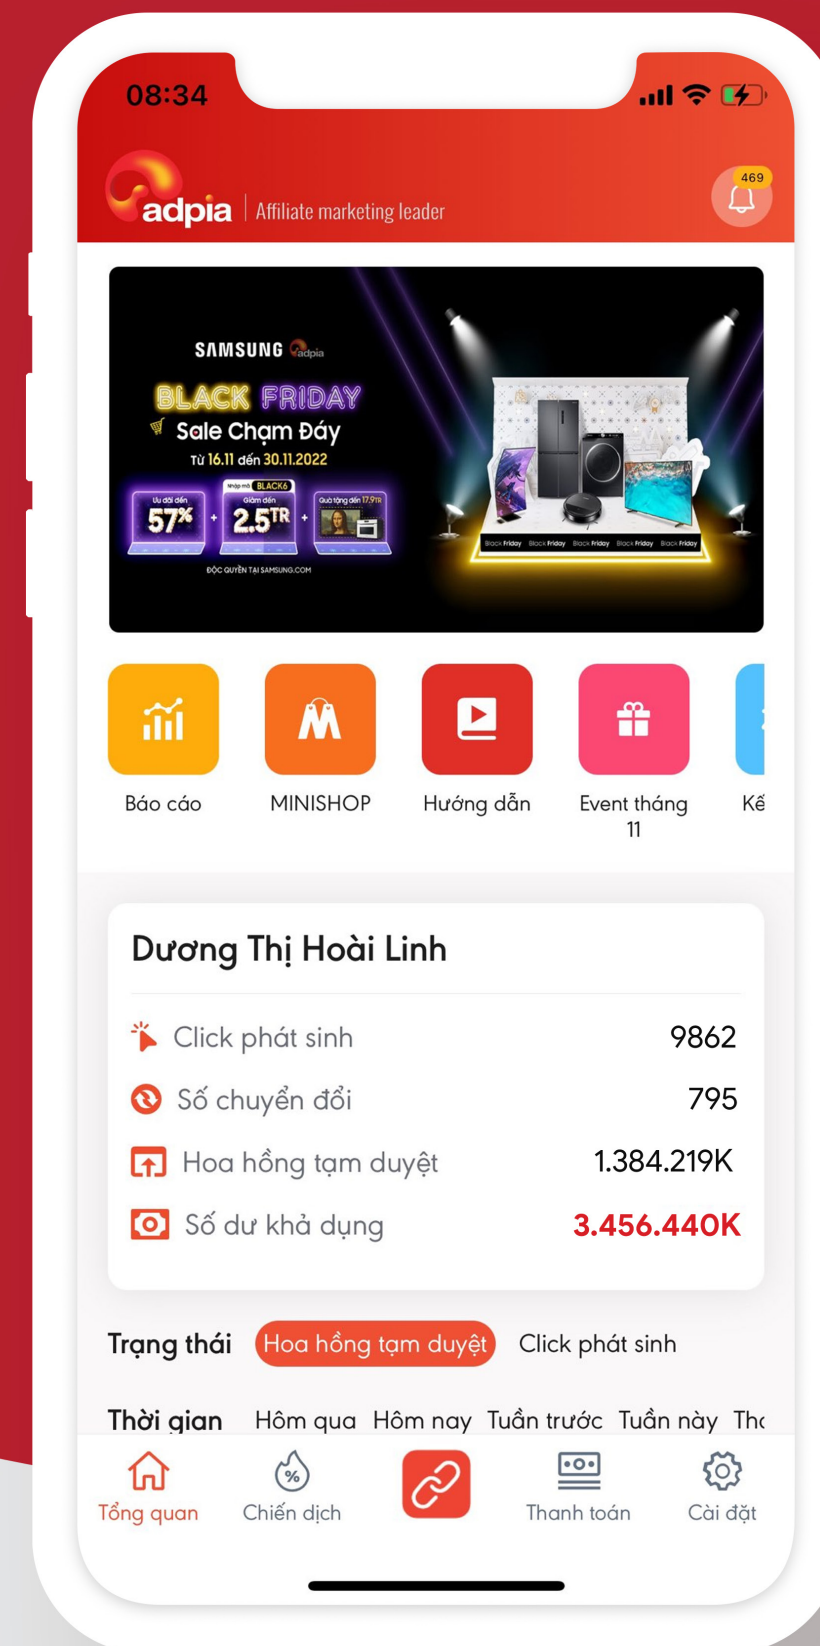 08:34
469
adpia
Affiliate marketing leader
SAMSUNG adpia
BLACK FRIDAY
Sale Chạm Đáy
Từ 16.11 đến 30.11.2022
Nhập mã BLACK6
Ưu đãi đến
57%
+
Giảm đến
2.5TR
+
Quà tặng đến 17.9TR
ĐỘC QUYỀN TẠI SAMSUNG.COM
Black Friday Black Friday Black Friday Black Friday Black Friday
Báo cáo
MINISHOP
Hướng dẫn
Event tháng
11
Kế
Dương Thị Hoài Linh
Click phát sinh 9862
Số chuyển đổi 795
Hoa hồng tạm duyệt 1.384.219K
Số dư khả dụng 3.456.440K
Trạng thái Hoa hồng tạm duyệt Click phát sinh
Thời gian Hôm qua Hôm nay Tuần trước Tuần này
Tổng quan
Chiến dịch
Thanh toán
Cài đặt